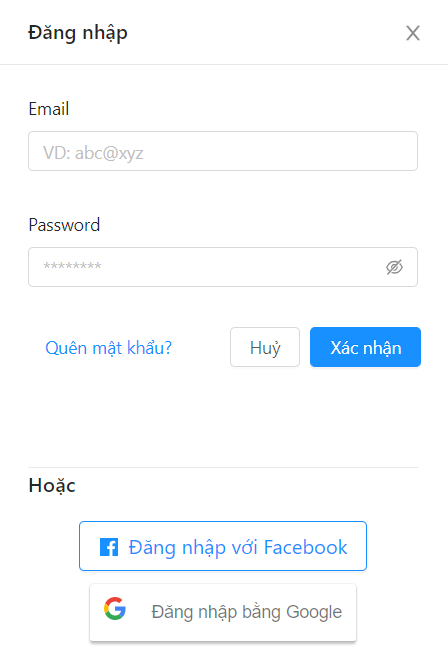 Đăng nhập
Email
VD: abc@xyz
Password
********
Quên mật khẩu?
Huỷ
Xác nhận
Hoặc
Đăng nhập với Facebook
Đăng nhập bằng Google